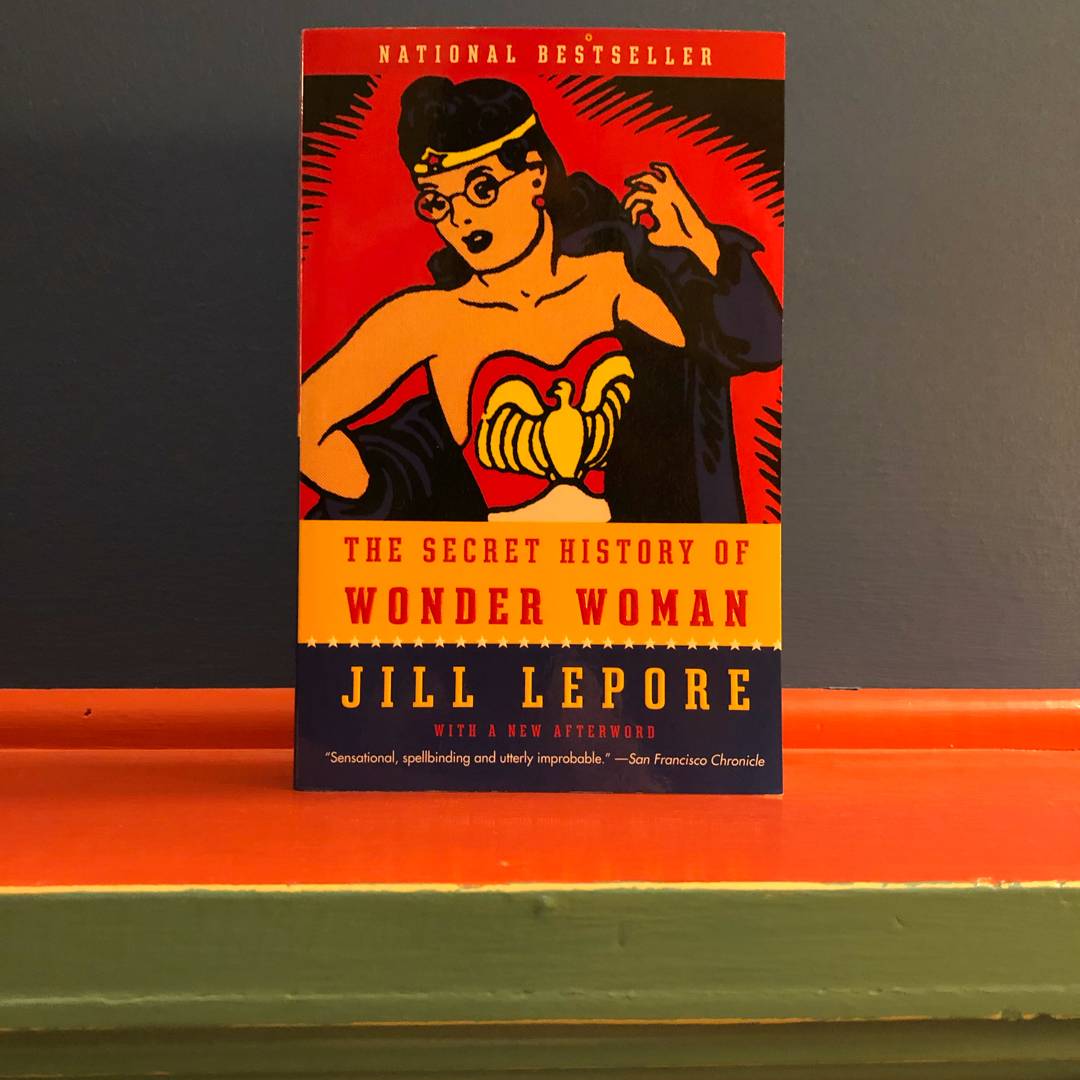 NATIONAL BESTSELLER
THE SECRET HISTORY OF
WONDER WOMAN
JILL LEPORE
WITH A NEW AFTERWORD
“Sensational, spellbinding and utterly improbable.” —San Francisco Chronicle